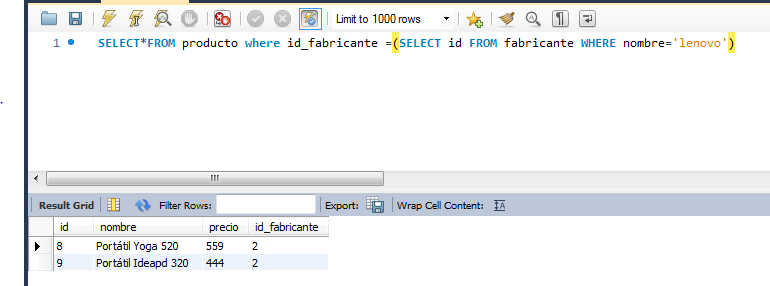 Limit to 1000 rows
1 SELECT*FROM producto where id_fabricante =(SELECT id FROM fabricante WHERE nombre='lenovo')
Result Grid Filter Rows: Export: Wrap Cell Content:
id nombre precio id_fabricante
8 Portátil Yoga 520 559 2
9 Portátil Ideapd 320 444 2